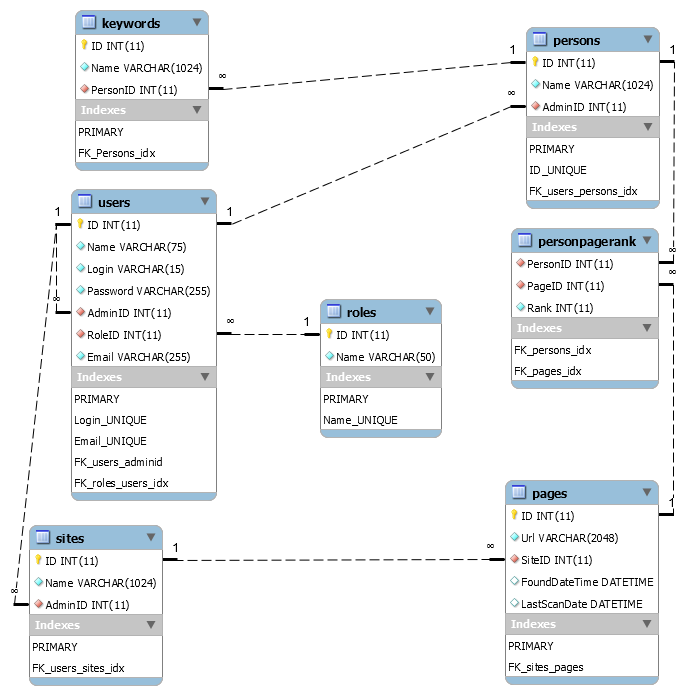 keywords
ID INT(11)
Name VARCHAR(1024)
PersonID INT(11)
Indexes
PRIMARY
FK_Persons_idx
∞
1
1
persons
ID INT(11)
Name VARCHAR(1024)
AdminID INT(11)
Indexes
PRIMARY
ID_UNIQUE
FK_users_persons_idx
∞
users
ID INT(11)
Name VARCHAR(75)
Login VARCHAR(15)
Password VARCHAR(255)
AdminID INT(11)
RoleID INT(11)
Email VARCHAR(255)
Indexes
PRIMARY
Login_UNIQUE
Email_UNIQUE
FK_users_adminid
FK_roles_users_idx
1
1
∞
∞
1
personpagerank
PersonID INT(11)
PageID INT(11)
Rank INT(11)
Indexes
FK_persons_idx
FK_pages_idx
∞
∞
roles
ID INT(11)
Name VARCHAR(50)
Indexes
PRIMARY
Name_UNIQUE
pages
ID INT(11)
Url VARCHAR(2048)
SiteID INT(11)
FoundDateTime DATETIME
LastScanDate DATETIME
Indexes
PRIMARY
FK_sites_pages
1
∞
sites
ID INT(11)
Name VARCHAR(1024)
AdminID INT(11)
Indexes
PRIMARY
FK_users_sites_idx
1
∞